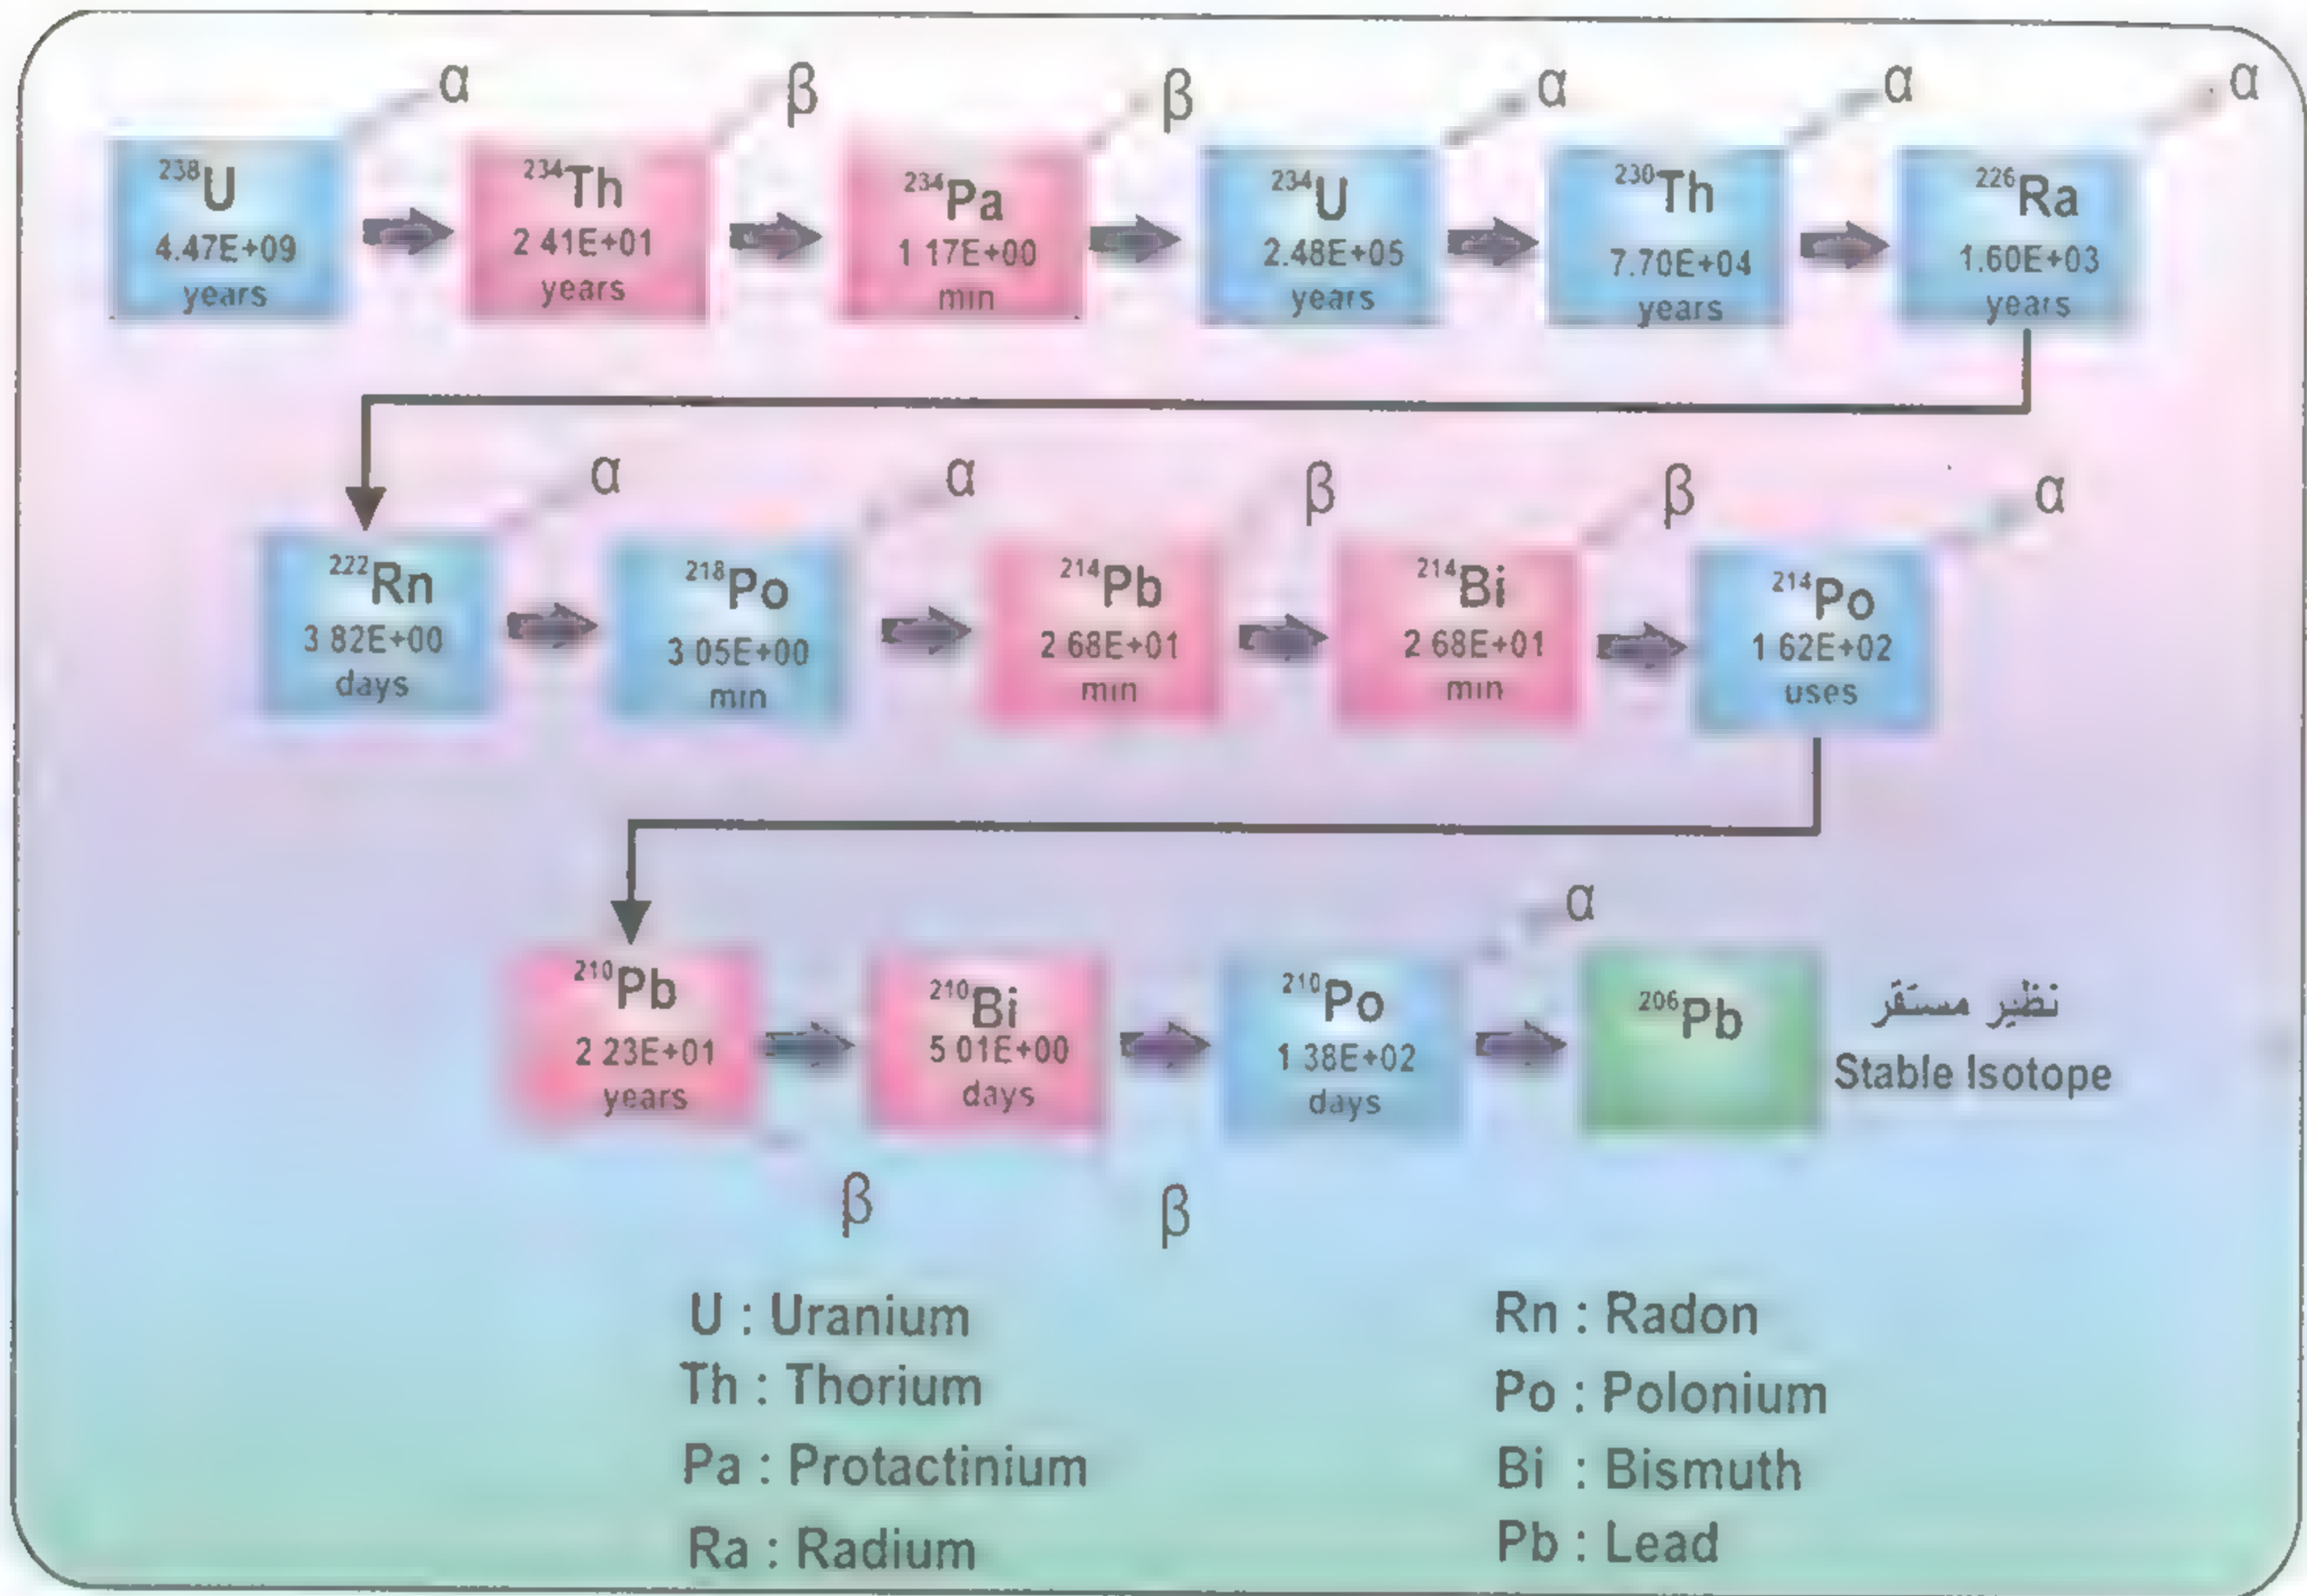 α β β α α α
²³⁸U ²³⁴Th ²³⁴Pa ²³⁴U ²³⁰Th ²²⁶Ra
4.47E+09 2 41E+01 1 17E+00 2.48E+05 7.70E+04 1.60E+03
years years min years years years
α α β β α
²²²Rn ²¹⁸Po ²¹⁴Pb ²¹⁴Bi ²¹⁴Po
3 82E+00 3 05E+00 2 68E+01 2 68E+01 1 62E+02
days min min min uses
α
²¹⁰Pb ²¹⁰Bi ²¹⁰Po ²⁰⁶Pb نظير مستقر
2 23E+01 5 01E+00 1 38E+02 Stable Isotope
years days days
β β
U : Uranium Rn : Radon
Th : Thorium Po : Polonium
Pa : Protactinium Bi : Bismuth
Ra : Radium Pb : Lead